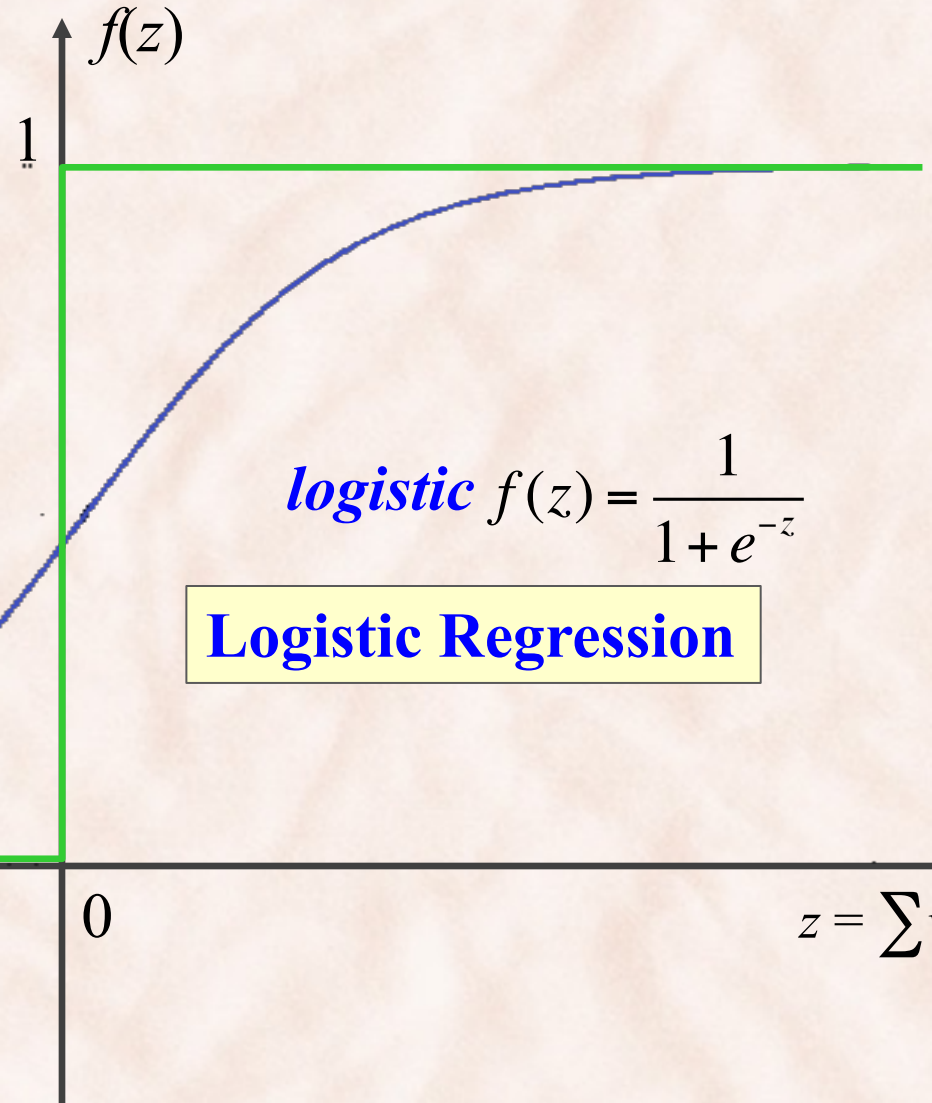 f(z)
1
logistic f(z) = 1 / (1 + e^{-z})
Logistic Regression
0
z = ∑